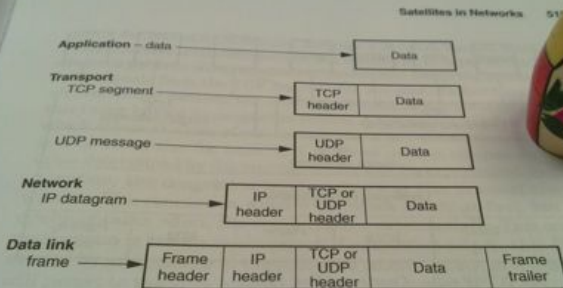 Satellites in Networks
Application – data
Data
Transport
TCP segment
TCP
header
Data
UDP message
UDP
header
Data
Network
IP datagram
IP
header
TCP or
UDP
header
Data
Data link
frame
Frame
header
IP
header
TCP or
UDP
header
Data
Frame
trailer